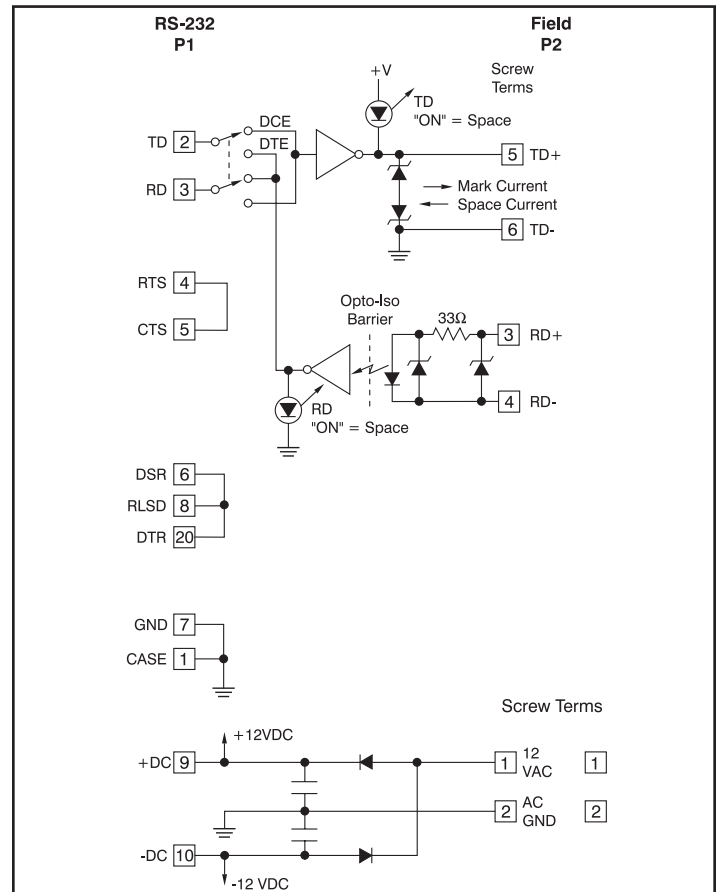 RS-232
P1
Field
P2
Screw
Terms
+V
TD
"ON" = Space
DCE
DTE
TD 2
RD 3
5 TD+
Mark Current
Space Current
6 TD-
RTS 4
CTS 5
Opto-Iso
Barrier
33Ω
3 RD+
4 RD-
RD
"ON" = Space
DSR 6
RLSD 8
DTR 20
GND 7
CASE 1
Screw Terms
+12VDC
+DC 9
1 12 VAC 1
2 AC GND 2
-DC 10
-12 VDC